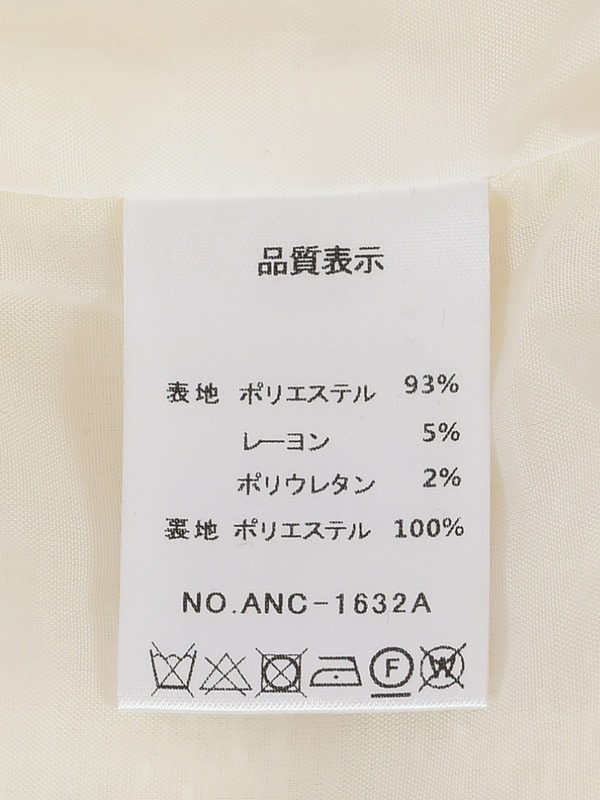 品質表示
表地 ポリエステル 93%
レーヨン 5%
ポリウレタン 2%
裏地 ポリエステル 100%
NO.ANC-1632A
F W